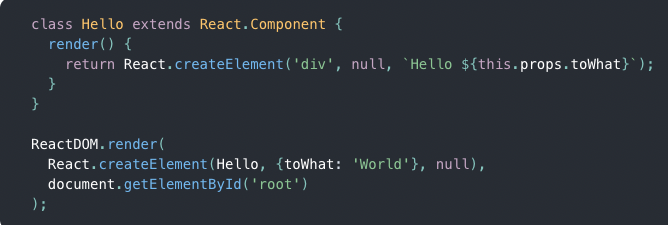 class Hello extends React.Component {
  render() {
    return React.createElement('div', null, `Hello ${this.props.toWhat}`);
  }
}

ReactDOM.render(
  React.createElement(Hello, {toWhat: 'World'}, null),
  document.getElementById('root')
);